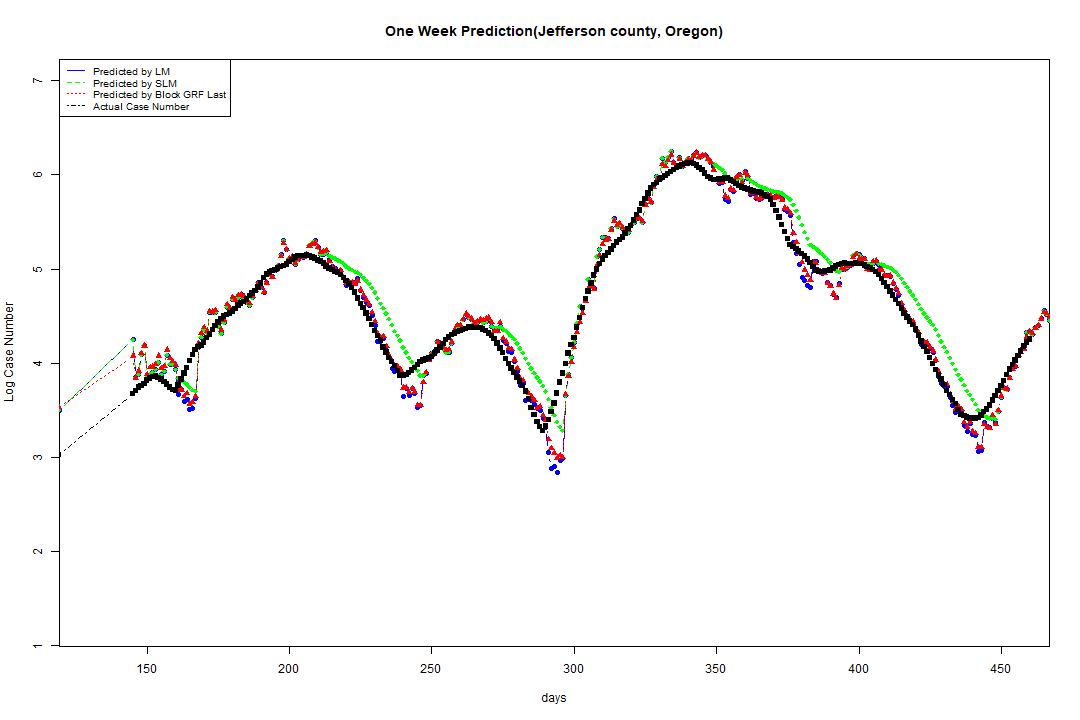 One Week Prediction(Jefferson county, Oregon)
Predicted by LM
Predicted by SLM
Predicted by Block GRF Last
Actual Case Number
7
6
5
4
3
2
1
Log Case Number
150 200 250 300 350 400 450
days